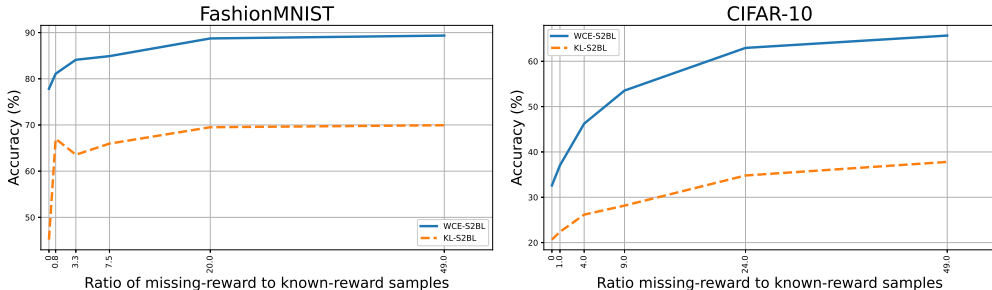 FashionMNIST
Accuracy (%)
90
80
70
60
50
WCE-S2BL
KL-S2BL
0
0.8
3.3
7.5
20.0
49.0
Ratio of missing-reward to known-reward samples
CIFAR-10
Accuracy (%)
60
50
40
30
20
WCE-S2BL
KL-S2BL
0
1.0
4.0
9.0
24.0
49.0
Ratio missing-reward to known-reward samples